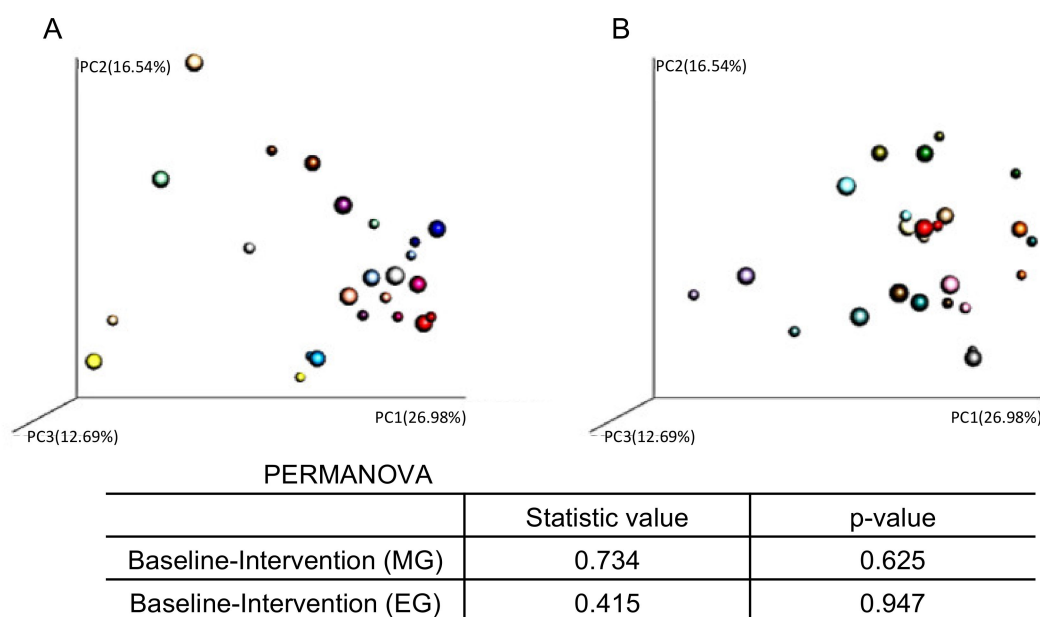 A
B
PC2(16.54%)
PC2(16.54%)
PC1(26.98%)
PC1(26.98%)
PC3(12.69%)
PC3(12.69%)
PERMANOVA
Statistic value p-value
Baseline-Intervention (MG) 0.734 0.625
Baseline-Intervention (EG) 0.415 0.947